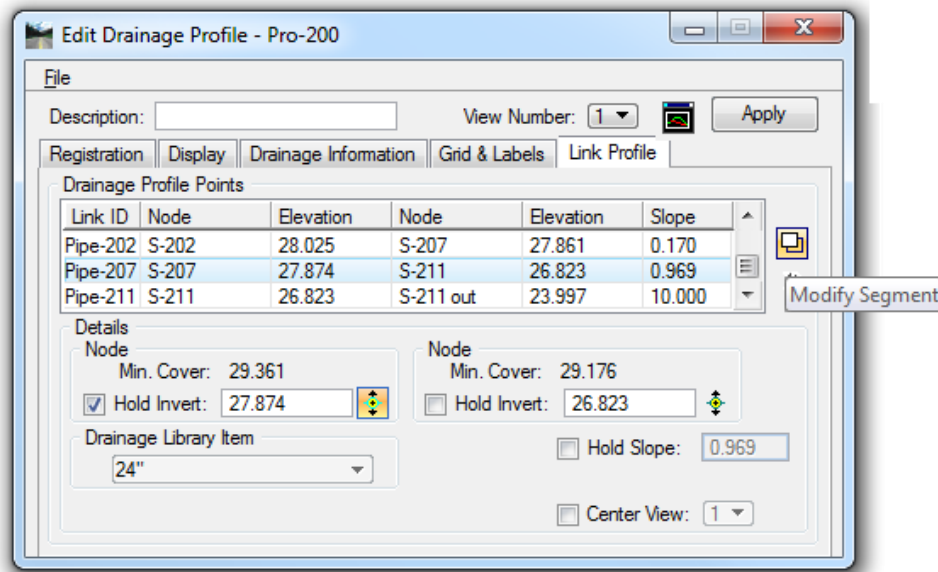 Edit Drainage Profile - Pro-200
File
Description: View Number: 1 Apply
Registration Display Drainage Information Grid & Labels Link Profile
Drainage Profile Points
Link ID Node Elevation Node Elevation Slope
Pipe-202 S-202 28.025 S-207 27.861 0.170
Pipe-207 S-207 27.874 S-211 26.823 0.969
Pipe-211 S-211 26.823 S-211 out 23.997 10.000
Modify Segment
Details
Node Node
Min. Cover: 29.361 Min. Cover: 29.176
Hold Invert: 27.874 Hold Invert: 26.823
Drainage Library Item
Hold Slope: 0.969
24"
Center View: 1